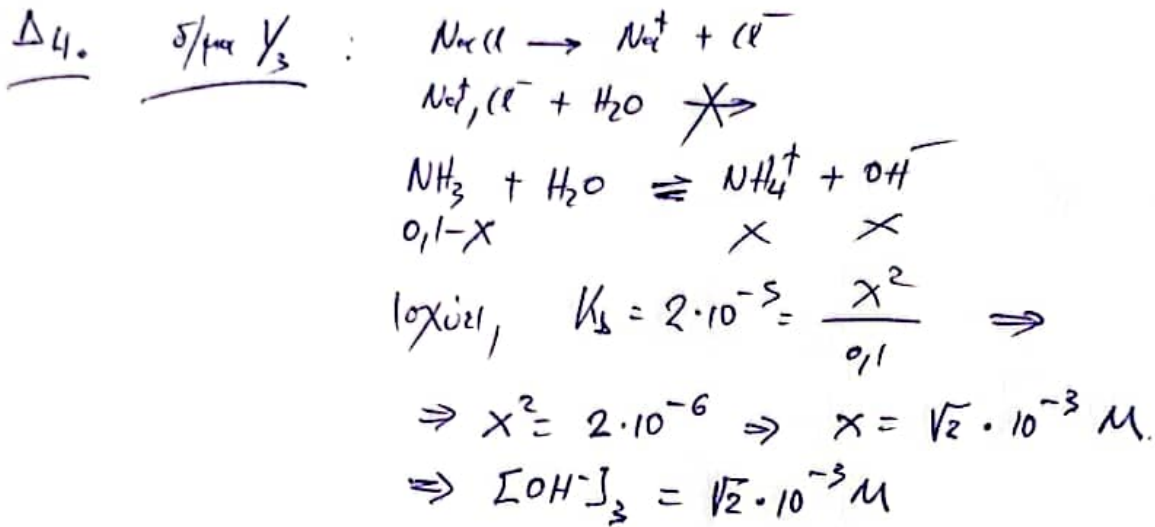 Δ4. δ/μα Y₃ : NaCl → Na⁺ + Cl⁻
Na⁺, Cl⁻ + H₂O ↛
NH₃ + H₂O ⇌ NH₄⁺ + OH⁻
0,1-x x x
Ισχύει, Kb = 2·10⁻⁵ = x²/0,1 ⇒
⇒ x² = 2·10⁻⁶ ⇒ x = √2 · 10⁻³ M.
⇒ [OH⁻]₃ = √2 · 10⁻³ M